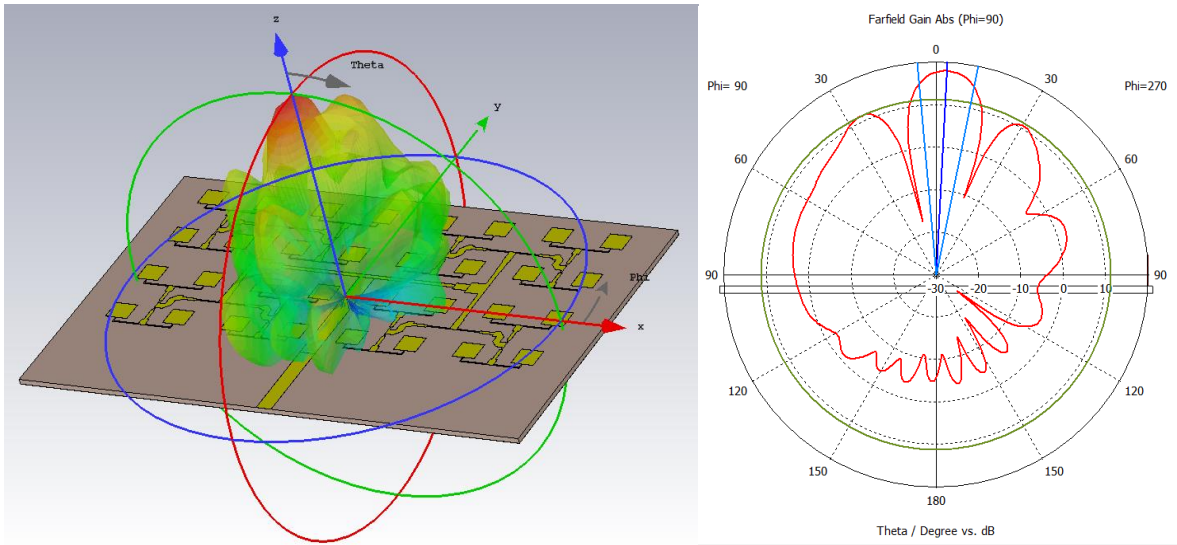 z
Theta
y
Phi
x
Farfield Gain Abs (Phi=90)
0
30
30
Phi= 90
Phi=270
60
60
90
-30
-20
-10
0
10
90
120
120
150
150
180
Theta / Degree vs. dB